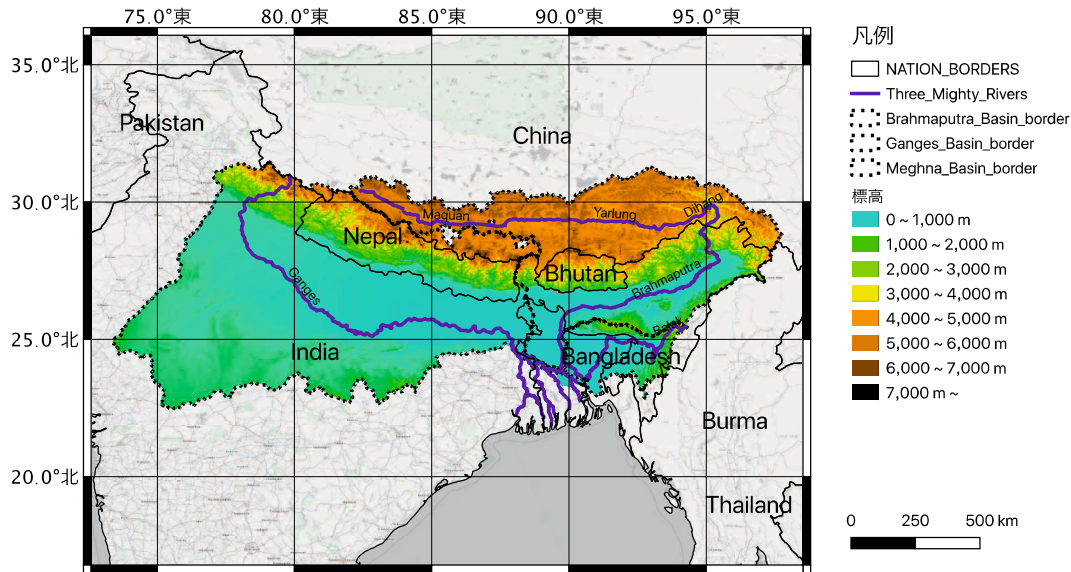 75.0°東 80.0°東 85.0°東 90.0°東 95.0°東
35.0°北
30.0°北
25.0°北
20.0°北
Pakistan
China
Maquan
Yarlung
Dihang
Nepal
Bhutan
Brahmaputra
Ganges
India
Bangladesh
Burma
Thailand
凡例
NATION_BORDERS
Three_Mighty_Rivers
Brahmaputra_Basin_border
Ganges_Basin_border
Meghna_Basin_border
標高
0 ~ 1,000 m
1,000 ~ 2,000 m
2,000 ~ 3,000 m
3,000 ~ 4,000 m
4,000 ~ 5,000 m
5,000 ~ 6,000 m
6,000 ~ 7,000 m
7,000 m ~
0 250 500 km